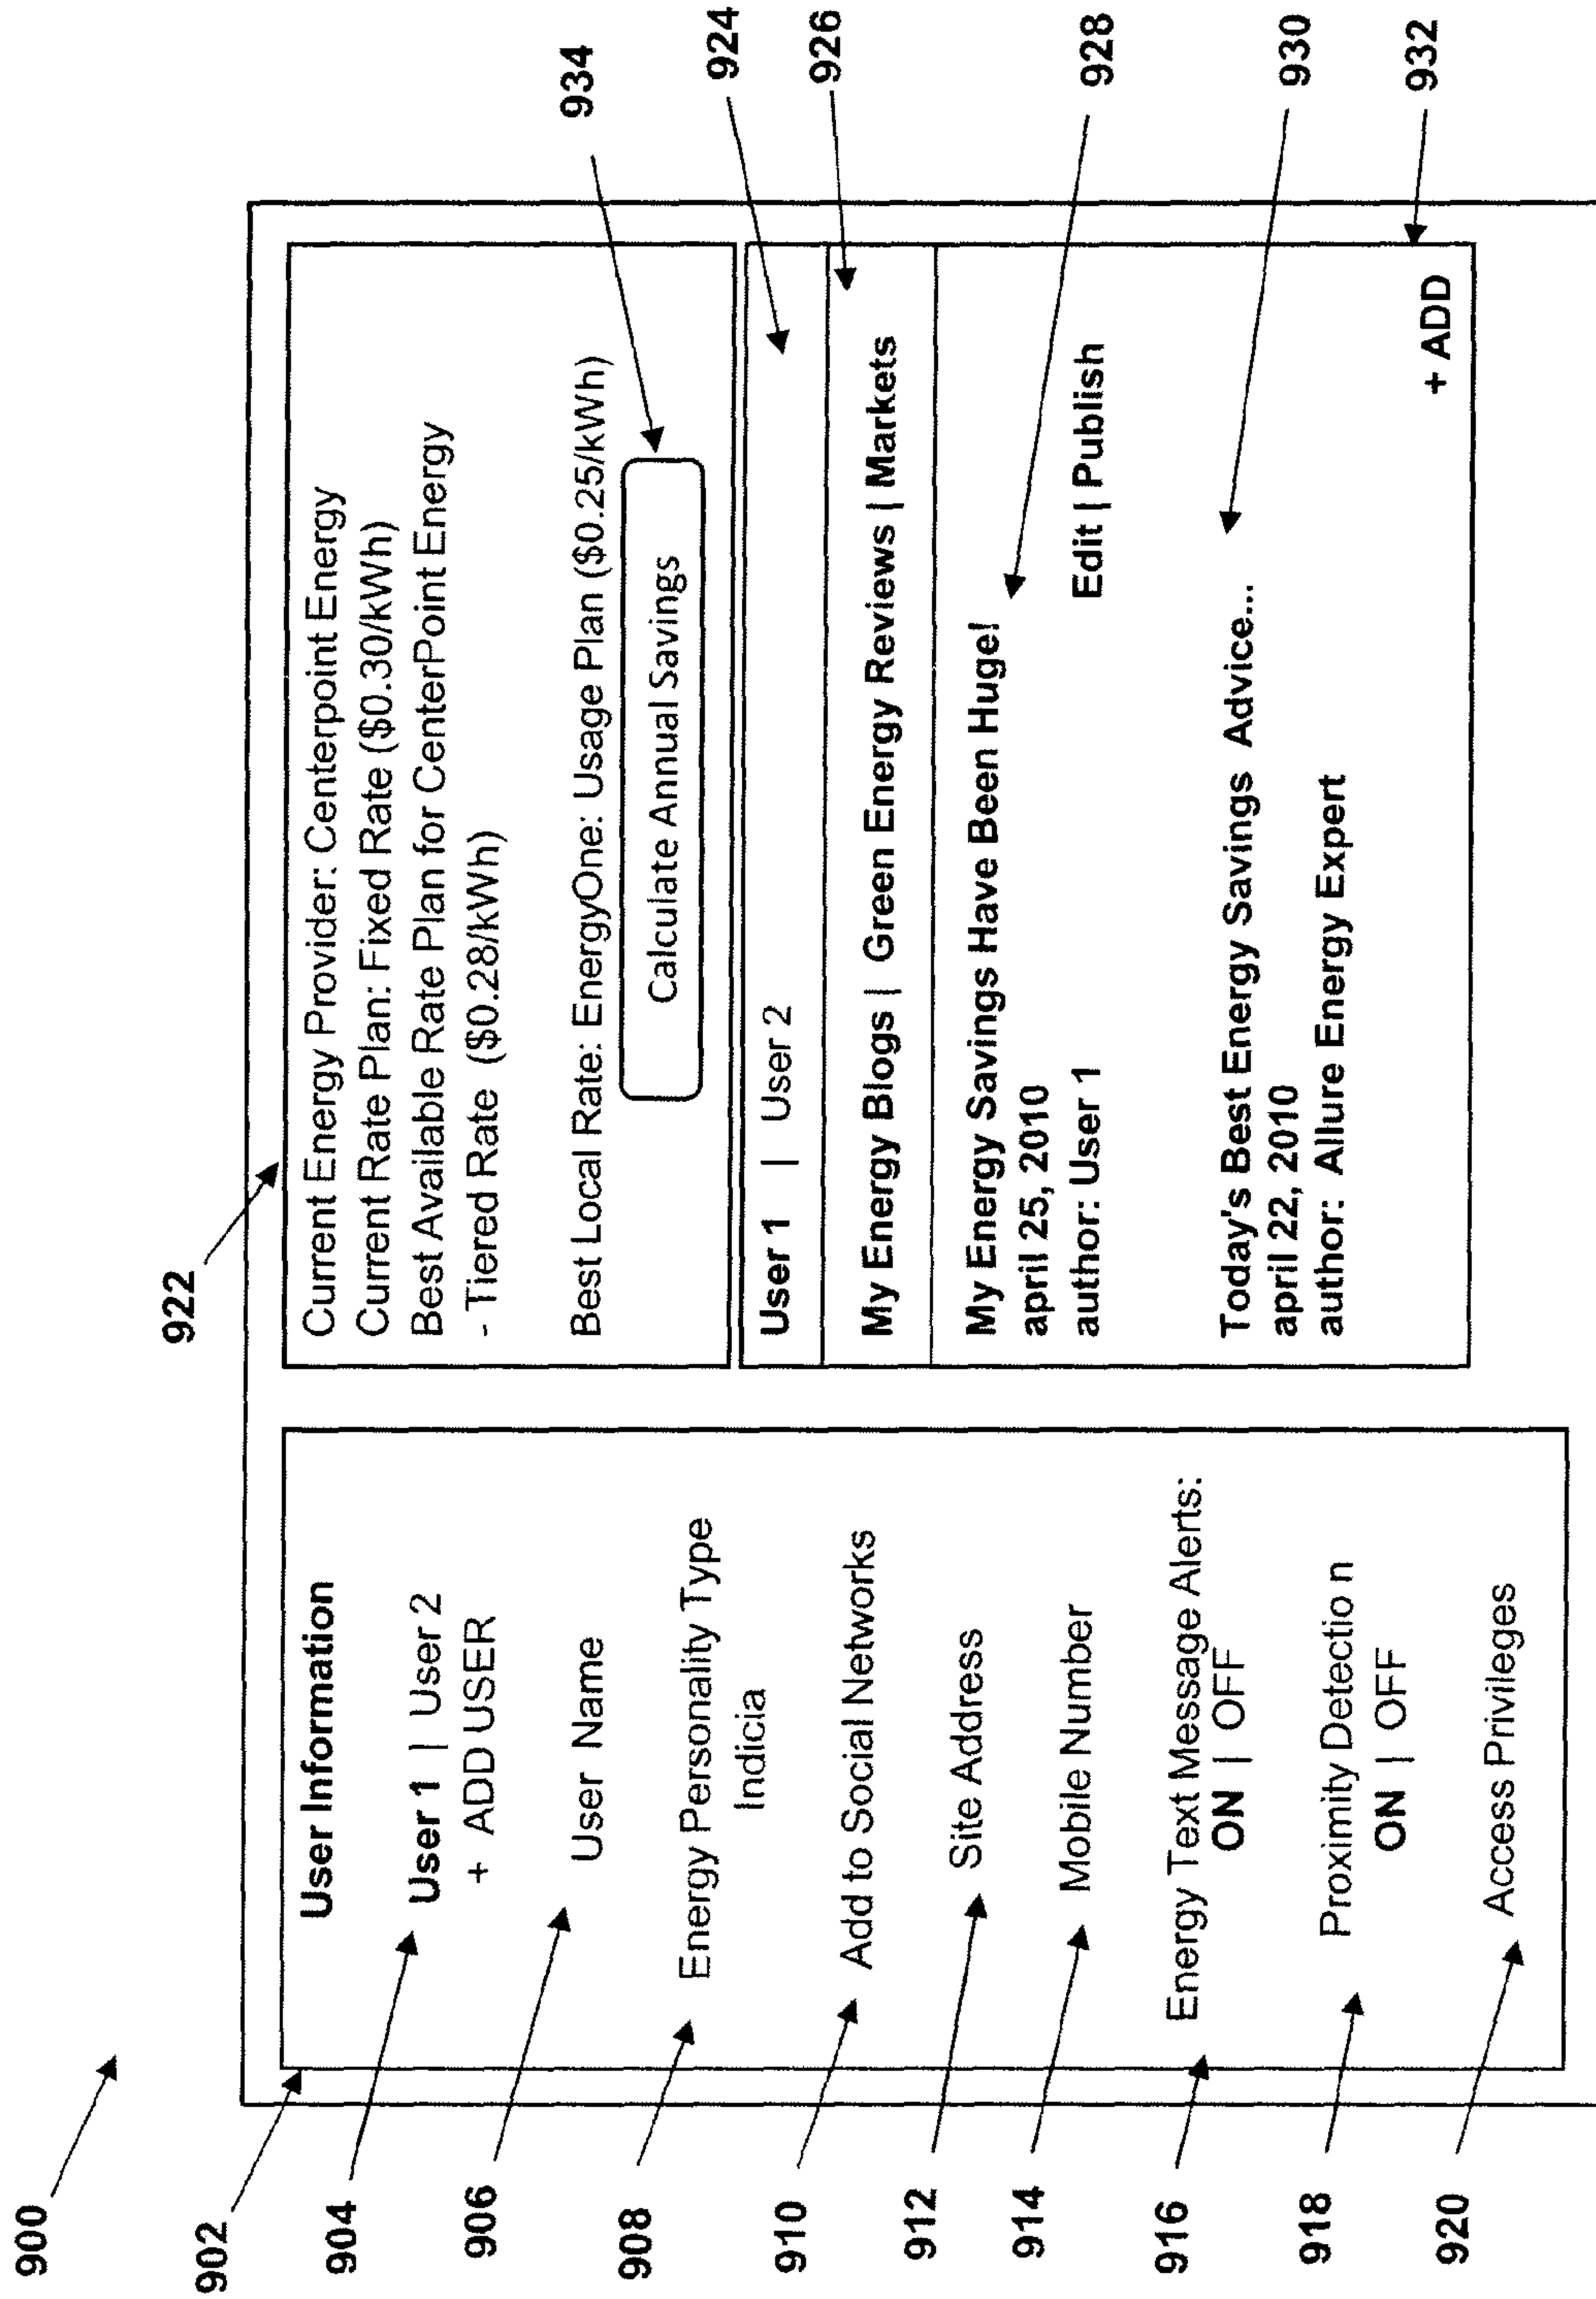 900
902
904
906
908
910
912
914
916
918
920
User Information
User 1 | User 2
+ ADD USER
User Name
Energy Personality Type
Indicia
Add to Social Networks
Site Address
Mobile Number
Energy Text Message Alerts:
ON | OFF
Proximity Detectio n
ON | OFF
Access Privileges
922
Current Energy Provider: Centerpoint Energy
Current Rate Plan: Fixed Rate ($0.30/kWh)
Best Available Rate Plan for CenterPoint Energy
- Tiered Rate ($0.28/kWh)
Best Local Rate: EnergyOne: Usage Plan ($0.25/kWh)
Calculate Annual Savings
User 1 | User 2
My Energy Blogs | Green Energy Reviews | Markets
My Energy Savings Have Been Huge!
april 25, 2010
author: User 1
Edit | Publish
Today's Best Energy Savings Advice...
april 22, 2010
author: Allure Energy Expert
+ ADD
934
924
926
928
930
932